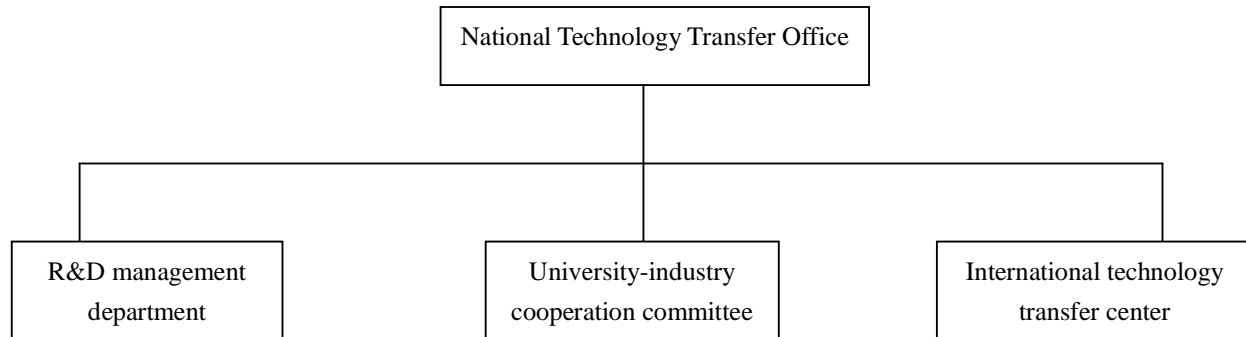 National Technology Transfer Office
R&D management
department
University-industry
cooperation committee
International technology
transfer center